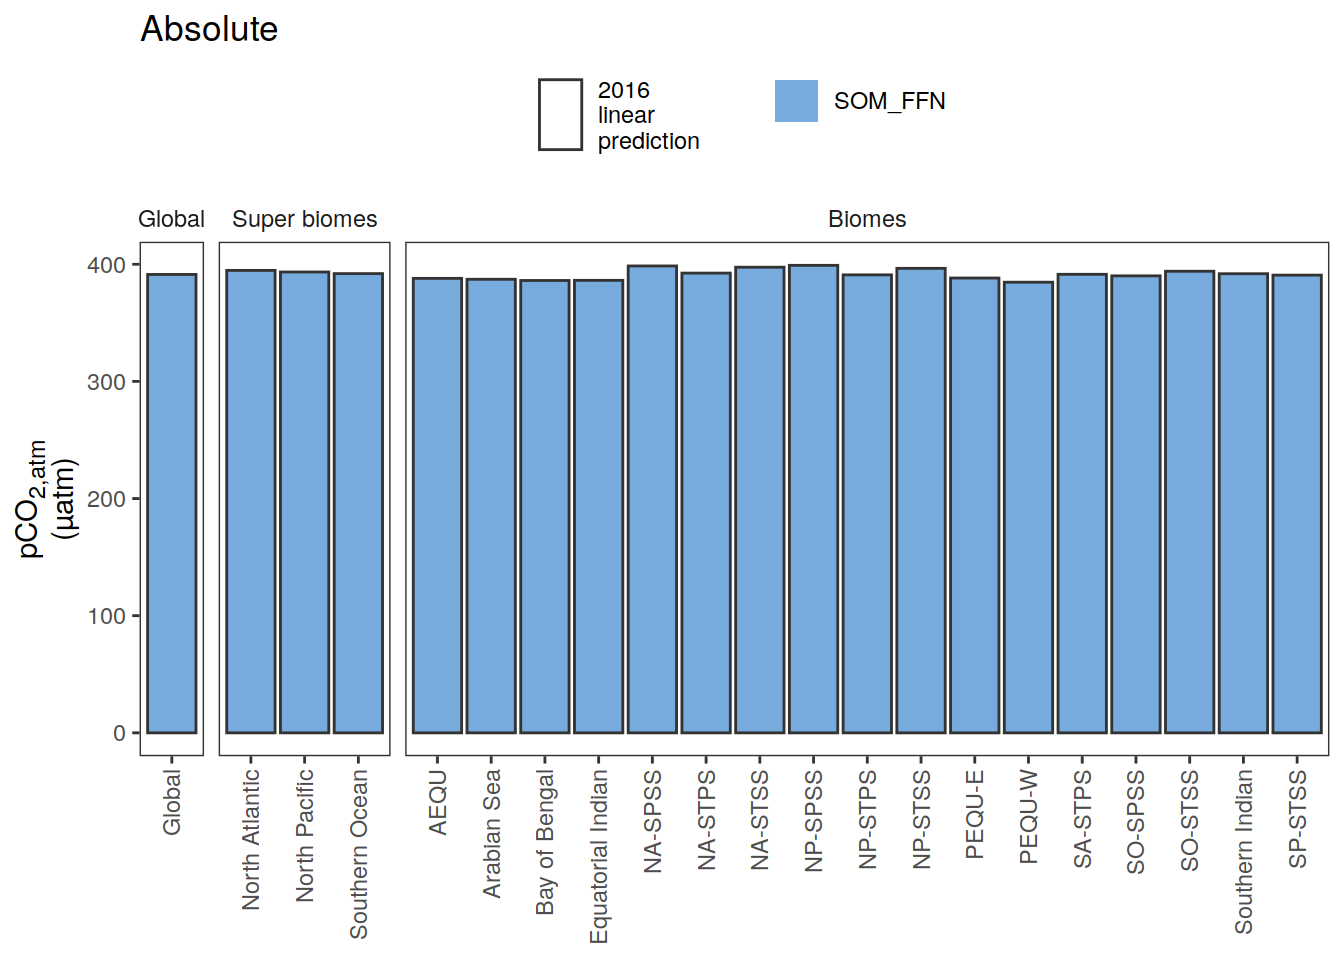 Absolute
2016
linear
prediction
SOM_FFN
Global
Super biomes
Biomes
400
300
200
100
0
pCO2,atm
(µatm)
Global
North Atlantic
North Pacific
Southern Ocean
AEQU
Arabian Sea
Bay of Bengal
Equatorial Indian
NA-SPSS
NA-STPS
NA-STSS
NP-SPSS
NP-STPS
NP-STSS
PEQU-E
PEQU-W
SA-STPS
SO-SPSS
SO-STSS
Southern Indian
SP-STSS